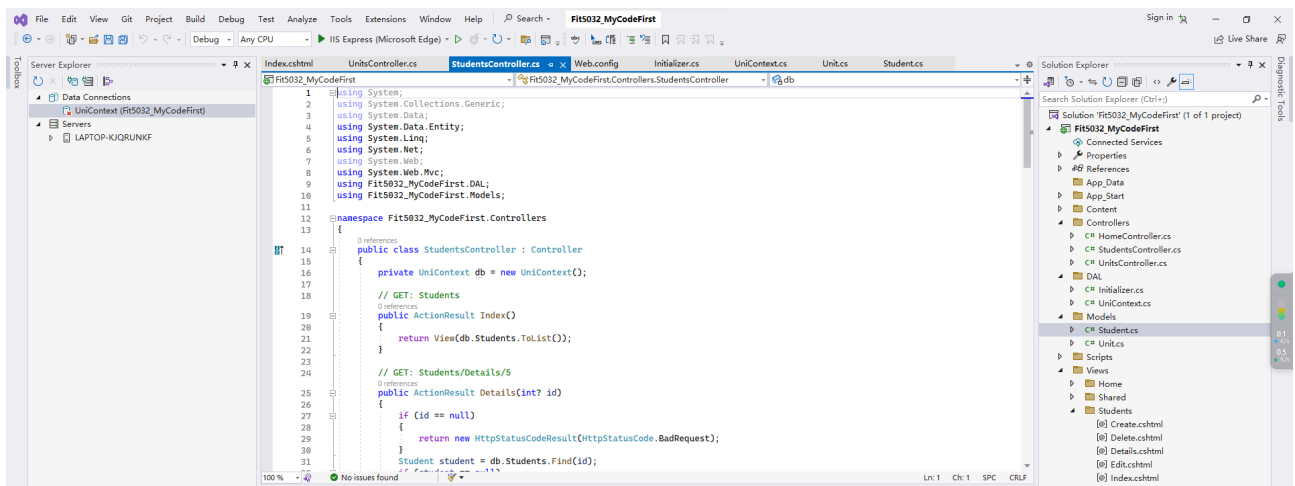 File Edit View Git Project Build Debug Test Analyze Tools Extensions Window Help Search Fit5032_MyCodeFirst Sign in
Debug Any CPU IIS Express (Microsoft Edge) Live Share
Toolbox
Server Explorer
Data Connections
UniContext (Fit5032_MyCodeFirst)
Servers
LAPTOP-KJQRUNKF
Index.cshtml UnitsController.cs StudentsController.cs Web.config Initializer.cs UniContext.cs Unit.cs Student.cs
Fit5032_MyCodeFirst Fit5032_MyCodeFirst.Controllers.StudentsController db
1 using System;
2 using System.Collections.Generic;
3 using System.Data;
4 using System.Data.Entity;
5 using System.Linq;
6 using System.Net;
7 using System.Web;
8 using System.Web.Mvc;
9 using Fit5032_MyCodeFirst.DAL;
10 using Fit5032_MyCodeFirst.Models;
11
12 namespace Fit5032_MyCodeFirst.Controllers
13 {
0 references
14 public class StudentsController : Controller
15 {
16 private UniContext db = new UniContext();
17
18 // GET: Students
0 references
19 public ActionResult Index()
20 {
21 return View(db.Students.ToList());
22 }
23
24 // GET: Students/Details/5
0 references
25 public ActionResult Details(int? id)
26 {
27 if (id == null)
28 {
29 return new HttpStatusCodeResult(HttpStatusCode.BadRequest);
30 }
31 Student student = db.Students.Find(id);
100 % No issues found Ln: 1 Ch: 1 SPC CRLF
Solution Explorer
Search Solution Explorer (Ctrl+;)
Solution 'Fit5032_MyCodeFirst' (1 of 1 project)
Fit5032_MyCodeFirst
Connected Services
Properties
References
App_Data
App_Start
Content
Controllers
C# HomeController.cs
C# StudentsController.cs
C# UnitsController.cs
DAL
C# Initializer.cs
C# UniContext.cs
Models
C# Student.cs
C# Unit.cs
Scripts
Views
Home
Shared
Students
Create.cshtml
Delete.cshtml
Details.cshtml
Edit.cshtml
Index.cshtml
Diagnostic Tools
0.1
0.5